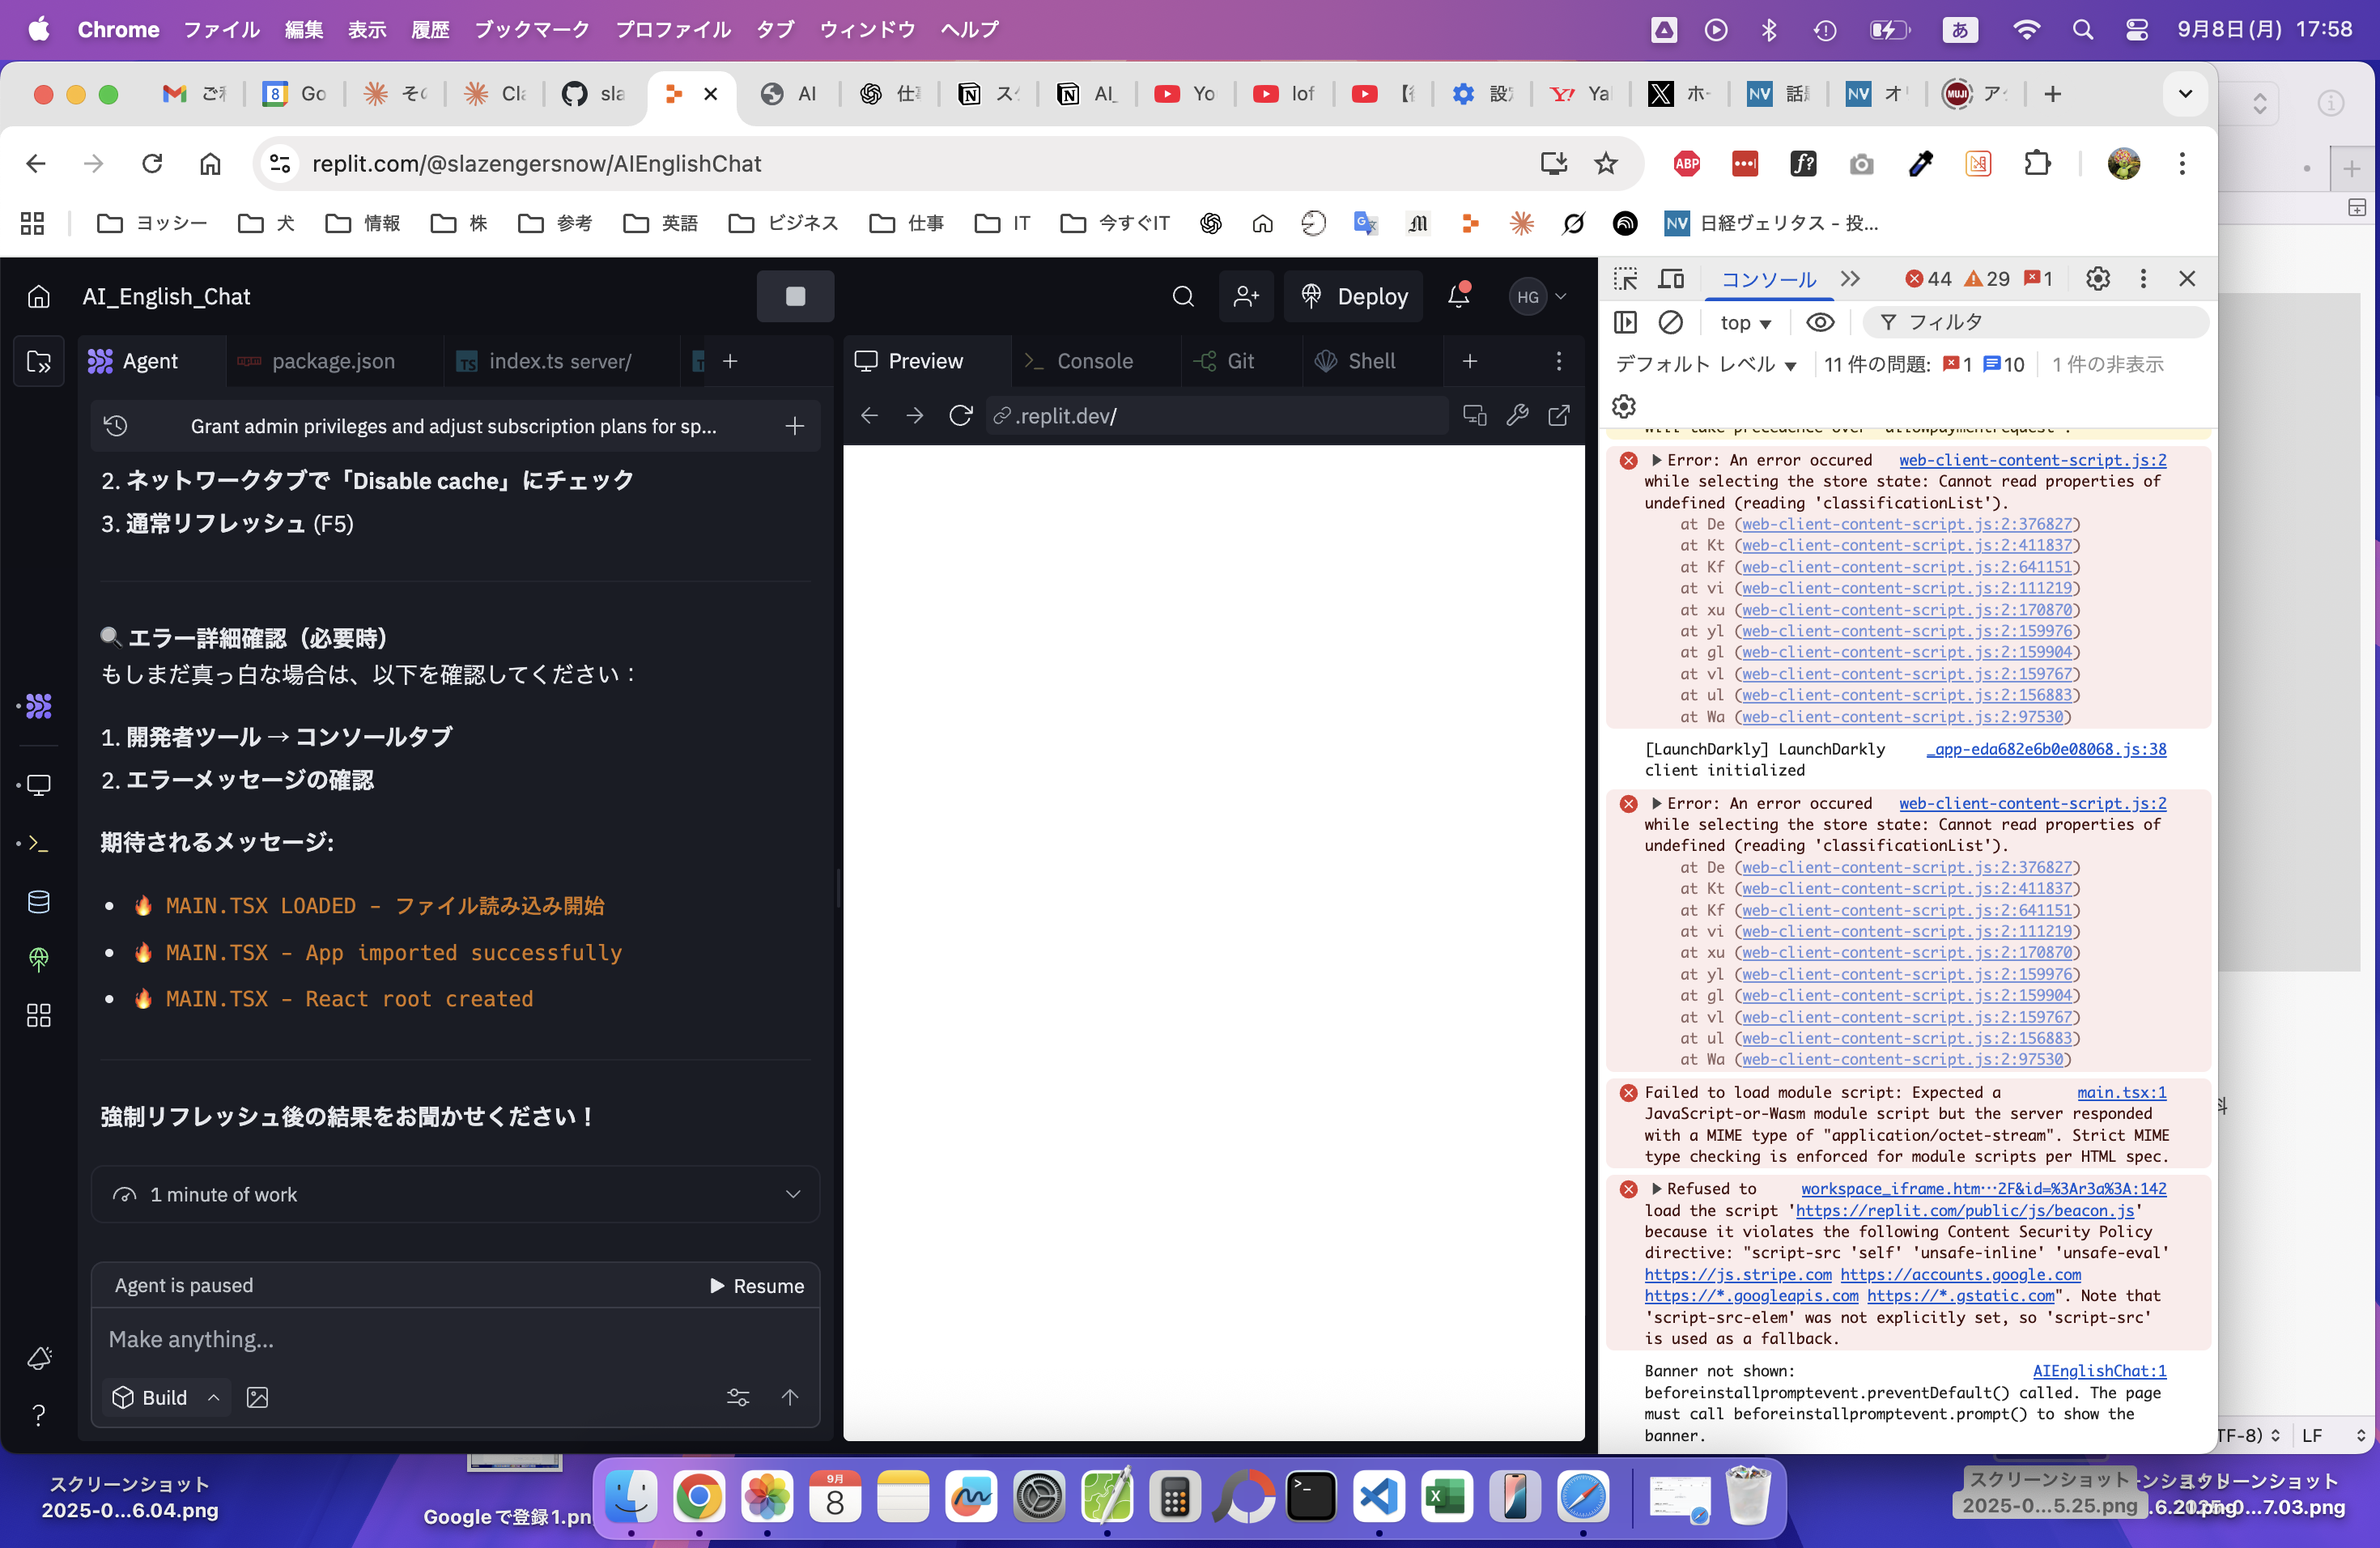 Chrome ファイル 編集 表示 履歴 ブックマーク プロファイル タブ ウィンドウ ヘルプ
9月8日(月) 17:58
Go
Cl
sla
AI
仕
AI_
Yo
lof
Ya
replit.com/@slazengersnow/AIEnglishChat
ABP
f?
ヨッシー 犬 情報 株 参考 英語 ビジネス 仕事 IT 今すぐIT
NV 日経ヴェリタス - 投...
AI_English_Chat
Deploy
HG
Agent package.json index.ts server/
Grant admin privileges and adjust subscription plans for sp...
2. ネットワークタブで「Disable cache」にチェック
3. 通常リフレッシュ (F5)
🔍 エラー詳細確認（必要時）
もしまだ真っ白な場合は、以下を確認してください：
1. 開発者ツール → コンソールタブ
2. エラーメッセージの確認
期待されるメッセージ:
• 🔥 MAIN.TSX LOADED - ファイル読み込み開始
• 🔥 MAIN.TSX - App imported successfully
• 🔥 MAIN.TSX - React root created
強制リフレッシュ後の結果をお聞かせください！
1 minute of work
Agent is paused
Resume
Make anything...
Build
Preview Console Git Shell
.replit.dev/
コンソール
44 29 1
top フィルタ
デフォルト レベル 11 件の問題: 1 10 1 件の非表示
will take precedence over 'allowpaymentrequest'.
Error: An error occured web-client-content-script.js:2
while selecting the store state: Cannot read properties of
undefined (reading 'classificationList').
at De (web-client-content-script.js:2:376827)
at Kt (web-client-content-script.js:2:411837)
at Kf (web-client-content-script.js:2:641151)
at vi (web-client-content-script.js:2:111219)
at xu (web-client-content-script.js:2:170870)
at yl (web-client-content-script.js:2:159976)
at gl (web-client-content-script.js:2:159904)
at vl (web-client-content-script.js:2:159767)
at ul (web-client-content-script.js:2:156883)
at Wa (web-client-content-script.js:2:97530)
[LaunchDarkly] LaunchDarkly _app-eda682e6b0e08068.js:38
client initialized
Error: An error occured web-client-content-script.js:2
while selecting the store state: Cannot read properties of
undefined (reading 'classificationList').
at De (web-client-content-script.js:2:376827)
at Kt (web-client-content-script.js:2:411837)
at Kf (web-client-content-script.js:2:641151)
at vi (web-client-content-script.js:2:111219)
at xu (web-client-content-script.js:2:170870)
at yl (web-client-content-script.js:2:159976)
at gl (web-client-content-script.js:2:159904)
at vl (web-client-content-script.js:2:159767)
at ul (web-client-content-script.js:2:156883)
at Wa (web-client-content-script.js:2:97530)
Failed to load module script: Expected a main.tsx:1
JavaScript-or-Wasm module script but the server responded
with a MIME type of "application/octet-stream". Strict MIME
type checking is enforced for module scripts per HTML spec.
Refused to workspace_iframe.htm…2F&id=%3Ar3a%3A:142
load the script 'https://replit.com/public/js/beacon.js'
because it violates the following Content Security Policy
directive: "script-src 'self' 'unsafe-inline' 'unsafe-eval'
https://js.stripe.com https://accounts.google.com
https://*.googleapis.com https://*.gstatic.com". Note that
'script-src-elem' was not explicitly set, so 'script-src'
is used as a fallback.
Banner not shown: AIEnglishChat:1
beforeinstallpromptevent.preventDefault() called. The page
must call beforeinstallpromptevent.prompt() to show the
banner.
TF-8) LF
スクリーンショット
2025-0...6.04.png
Googleで登録1.pn
9月
8
スクリーンショット
2025-0...5.25.png
リーンショット
7.03.png